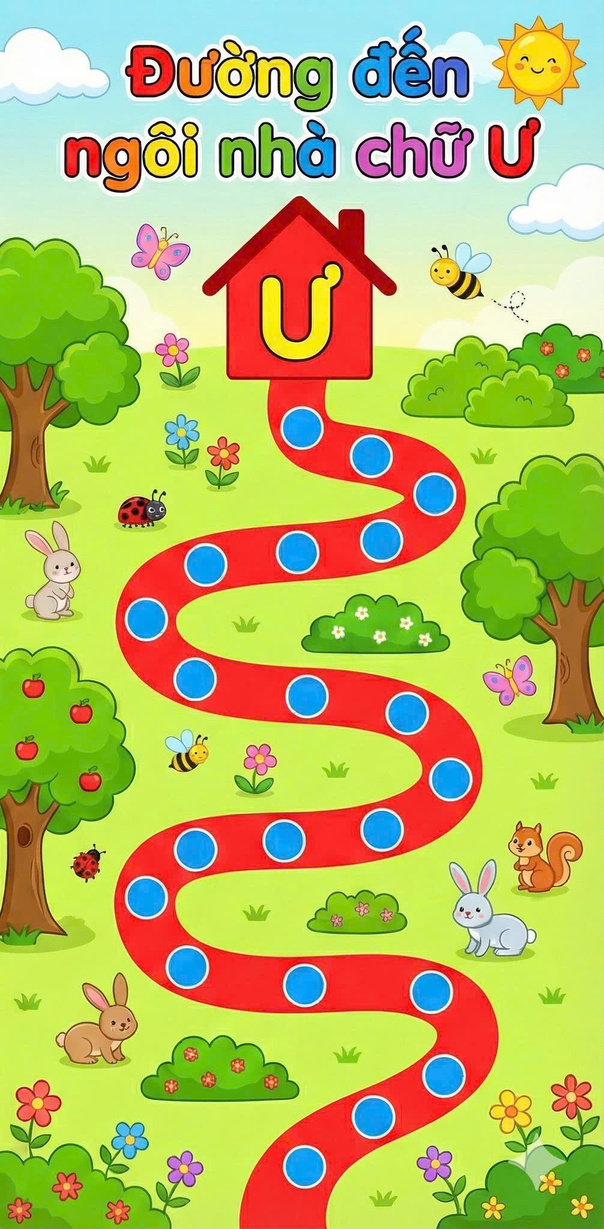 Đường đến
ngôi nhà chữ Ư
Ư